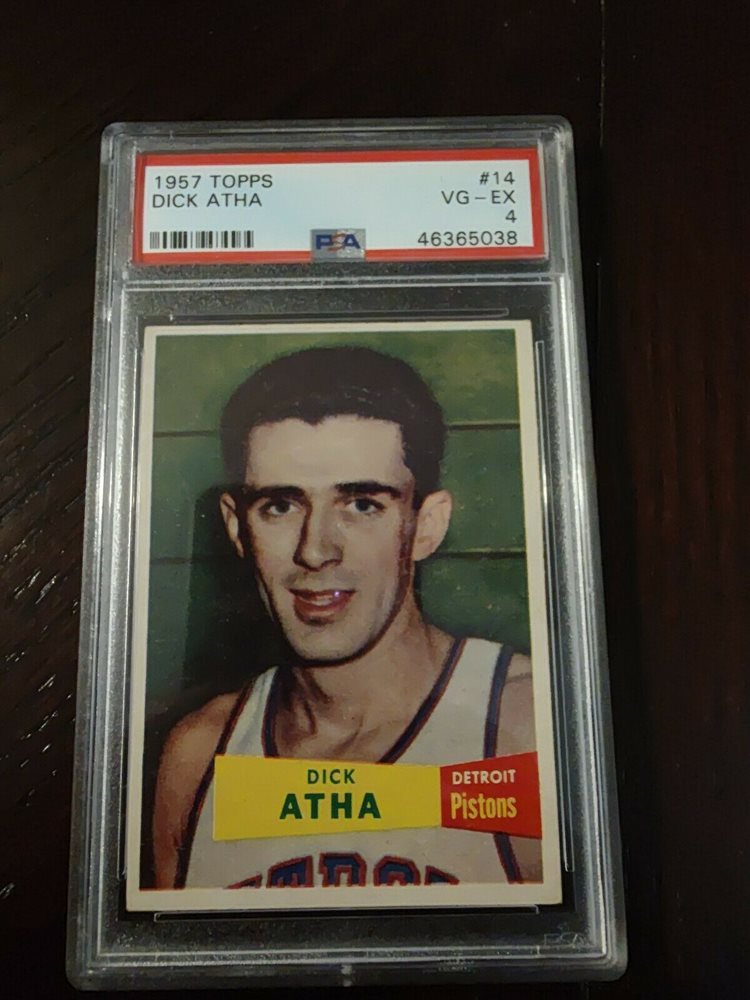 1957 TOPPS #14
DICK ATHA VG-EX
4
PSA 46365038
DICK
ATHA
DETROIT
Pistons